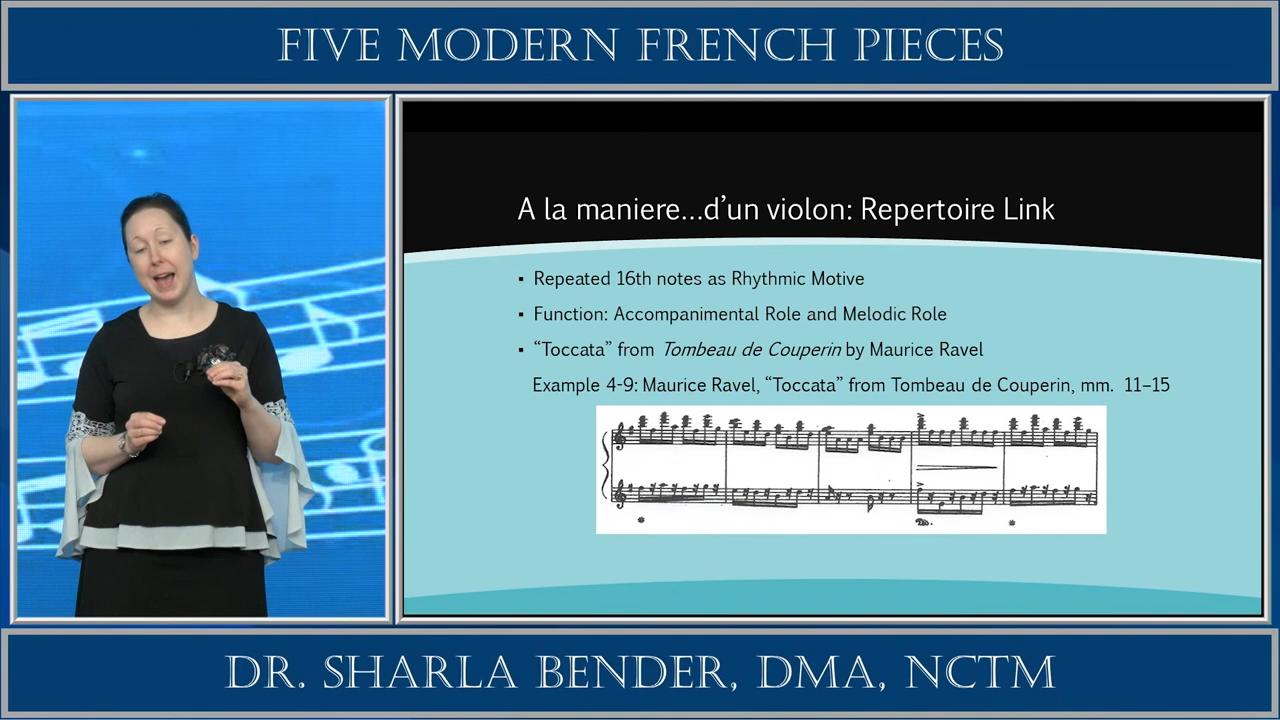 FIVE MODERN FRENCH PIECES
A la maniere...d'un violon: Repertoire Link
▪ Repeated 16th notes as Rhythmic Motive
▪ Function: Accompanimental Role and Melodic Role
▪ “Toccata” from Tombeau de Couperin by Maurice Ravel
Example 4-9: Maurice Ravel, “Toccata” from Tombeau de Couperin, mm. 11–15
DR. SHARLA BENDER, DMA, NCTM